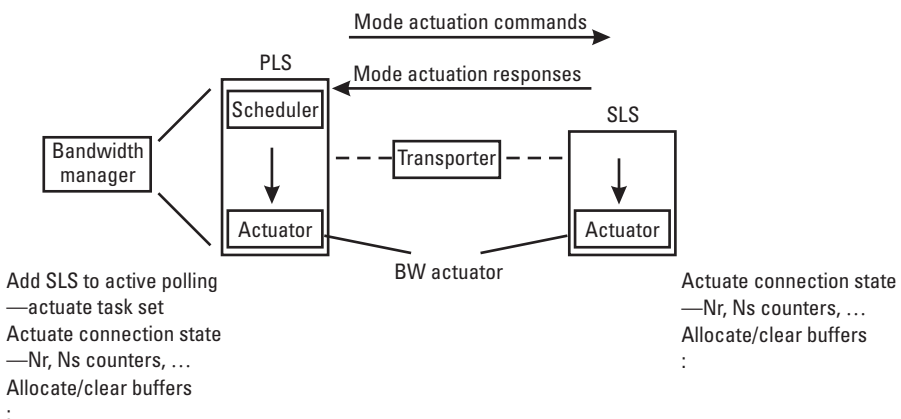 Mode actuation commands
PLS
Mode actuation responses
Scheduler
SLS
Bandwidth
manager
Transporter
Actuator
Actuator
BW actuator
Add SLS to active polling
—actuate task set
Actuate connection state
—Nr, Ns counters, …
Allocate/clear buffers
:
Actuate connection state
—Nr, Ns counters, …
Allocate/clear buffers
: